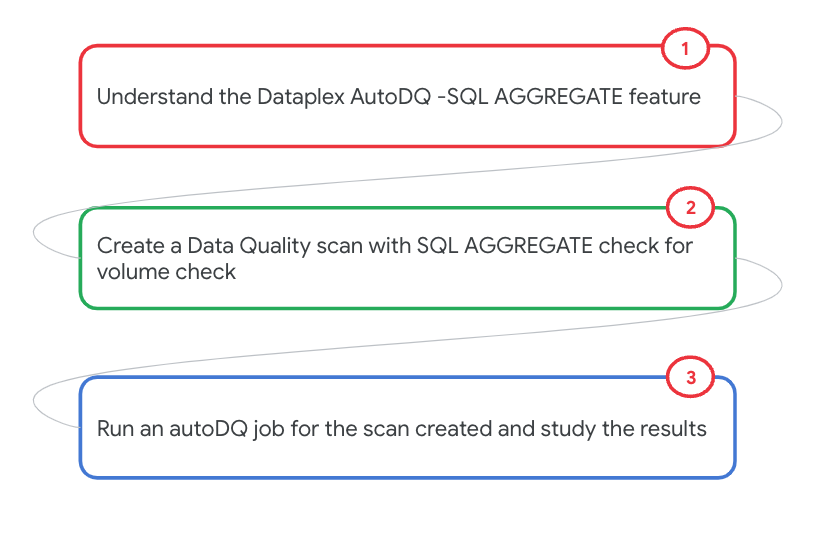 1
Understand the Dataplex AutoDQ -SQL AGGREGATE feature
2
Create a Data Quality scan with SQL AGGREGATE check for
volume check
3
Run an autoDQ job for the scan created and study the results